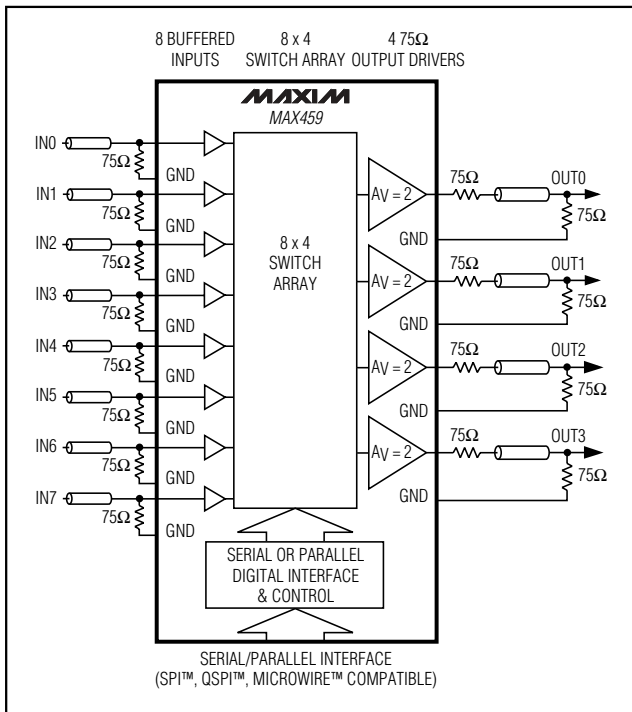 8 BUFFERED INPUTS
8 x 4 SWITCH ARRAY
4 75Ω OUTPUT DRIVERS
MAXIM
MAX459
IN0
75Ω
GND
IN1
75Ω
GND
IN2
75Ω
GND
IN3
75Ω
GND
IN4
75Ω
GND
IN5
75Ω
GND
IN6
75Ω
GND
IN7
75Ω
GND
8 x 4
SWITCH
ARRAY
AV = 2
75Ω
OUT0
75Ω
GND
AV = 2
75Ω
OUT1
75Ω
GND
AV = 2
75Ω
OUT2
75Ω
GND
AV = 2
75Ω
OUT3
75Ω
GND
SERIAL OR PARALLEL
DIGITAL INTERFACE
& CONTROL
SERIAL/PARALLEL INTERFACE
(SPI™, QSPI™, MICROWIRE™ COMPATIBLE)